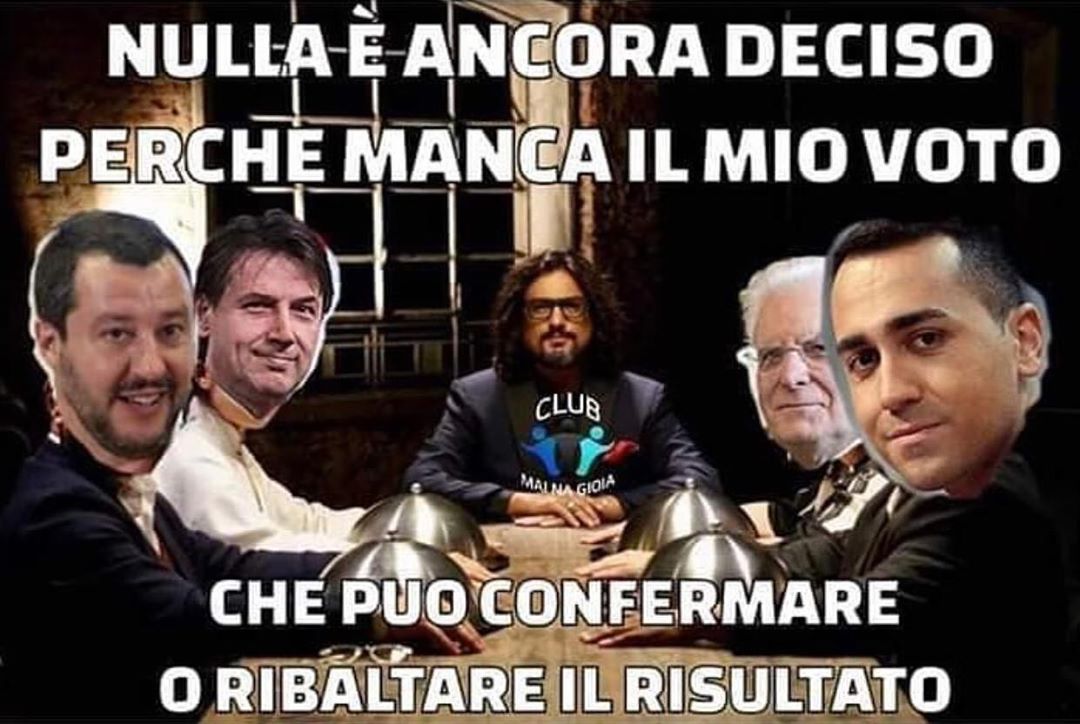 NULLA È ANCORA DECISO
PERCHE MANCA IL MIO VOTO
CLUB
MAI NA GIOIA
CHE PUO CONFERMARE
O RIBALTARE IL RISULTATO